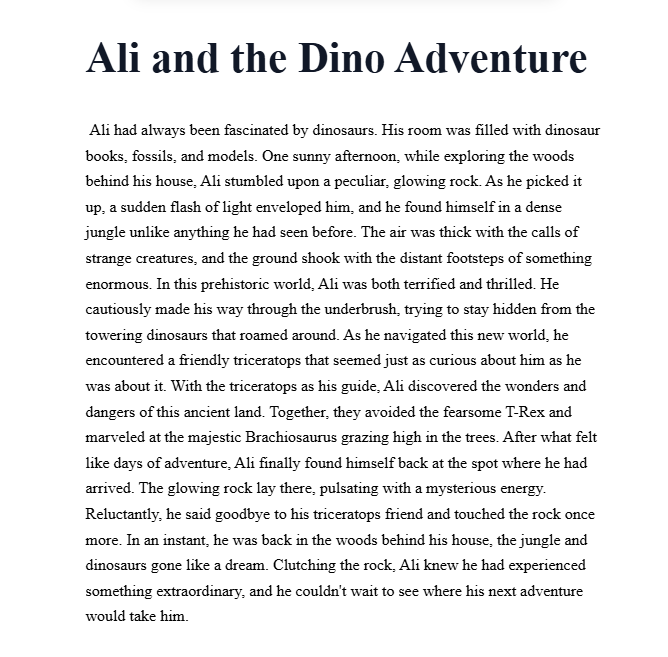 Ali and the Dino Adventure
Ali had always been fascinated by dinosaurs. His room was filled with dinosaur
books, fossils, and models. One sunny afternoon, while exploring the woods
behind his house, Ali stumbled upon a peculiar, glowing rock. As he picked it
up, a sudden flash of light enveloped him, and he found himself in a dense
jungle unlike anything he had seen before. The air was thick with the calls of
strange creatures, and the ground shook with the distant footsteps of something
enormous. In this prehistoric world, Ali was both terrified and thrilled. He
cautiously made his way through the underbrush, trying to stay hidden from the
towering dinosaurs that roamed around. As he navigated this new world, he
encountered a friendly triceratops that seemed just as curious about him as he
was about it. With the triceratops as his guide, Ali discovered the wonders and
dangers of this ancient land. Together, they avoided the fearsome T-Rex and
marveled at the majestic Brachiosaurus grazing high in the trees. After what felt
like days of adventure, Ali finally found himself back at the spot where he had
arrived. The glowing rock lay there, pulsating with a mysterious energy.
Reluctantly, he said goodbye to his triceratops friend and touched the rock once
more. In an instant, he was back in the woods behind his house, the jungle and
dinosaurs gone like a dream. Clutching the rock, Ali knew he had experienced
something extraordinary, and he couldn't wait to see where his next adventure
would take him.